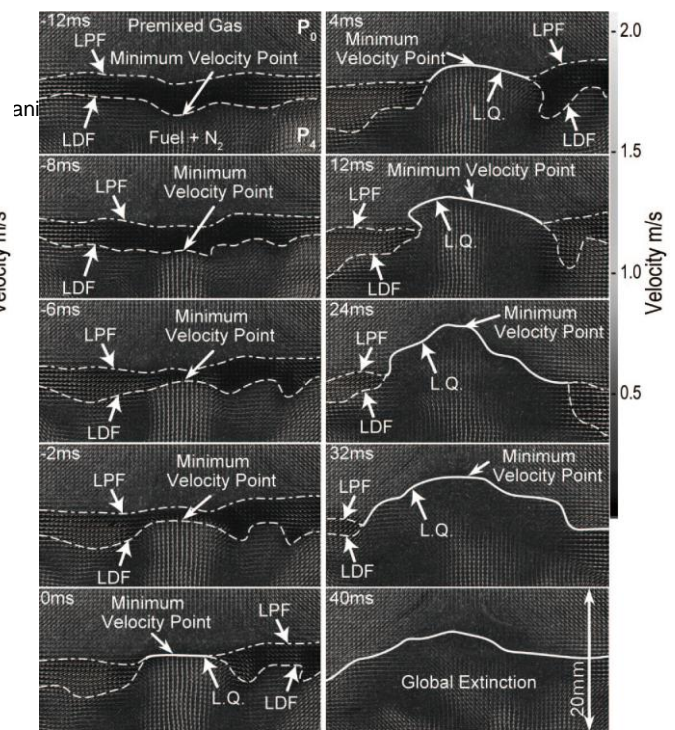 -12ms
LPF
Premixed Gas
P0
Minimum Velocity Point
LDF
Fuel + N2
P4
-8ms
LPF
Minimum
Velocity Point
LDF
-6ms
LPF
Minimum
Velocity Point
LDF
-2ms
LPF
Minimum
Velocity Point
LDF
0ms
Minimum
Velocity Point
LPF
L.Q.
LDF
4ms
Minimum
Velocity Point
LPF
L.Q.
LDF
12ms
Minimum Velocity Point
LPF
L.Q.
LDF
24ms
Minimum
Velocity Point
LPF
L.Q.
LDF
32ms
Minimum
Velocity Point
LPF
L.Q.
LDF
40ms
Global Extinction
20mm
2.0
1.5
1.0
0.5
Velocity m/s
ani
Velocity m/s